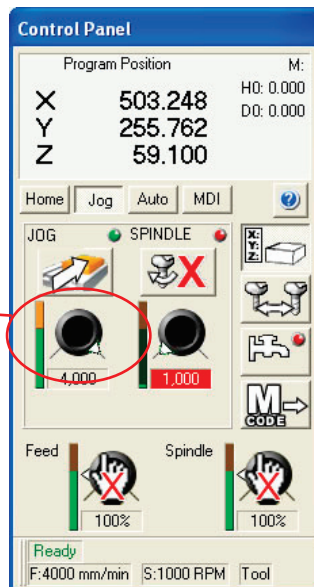 Control Panel
Program Position M:
H0: 0.000
X 503.248 D0: 0.000
Y 255.762
Z 59.100
Home Jog Auto MDI ?
JOG SPINDLE X: Y: Z:
4,000 1,000
M
CODE
Feed Spindle
100% 100%
Ready
F:4000 mm/min S:1000 RPM Tool